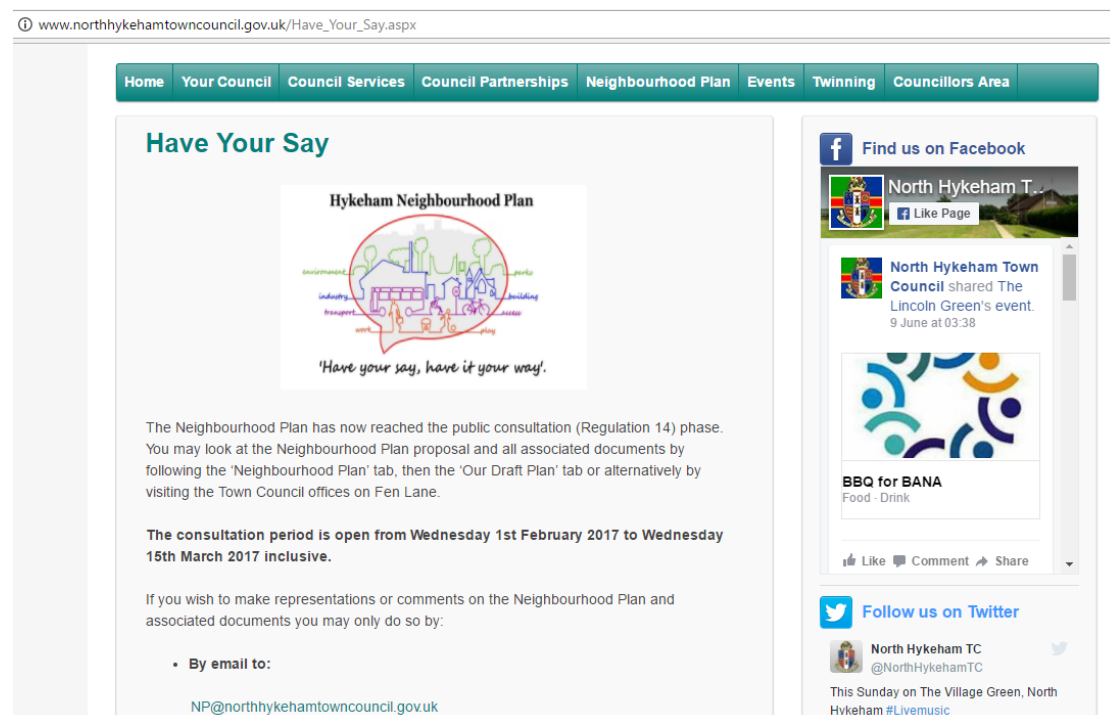 www.northhykehamtowncouncil.gov.uk/Have_Your_Say.aspx
Home Your Council Council Services Council Partnerships Neighbourhood Plan Events Twinning Councillors Area
Have Your Say
Hykeham Neighbourhood Plan
environment
parks
industry
building
transport
access
work
play
'Have your say, have it your way'.
The Neighbourhood Plan has now reached the public consultation (Regulation 14) phase.
You may look at the Neighbourhood Plan proposal and all associated documents by
following the ‘Neighbourhood Plan’ tab, then the ‘Our Draft Plan’ tab or alternatively by
visiting the Town Council offices on Fen Lane.
The consultation period is open from Wednesday 1st February 2017 to Wednesday
15th March 2017 inclusive.
If you wish to make representations or comments on the Neighbourhood Plan and
associated documents you may only do so by:
• By email to:
NP@northhykehamtowncouncil.gov.uk
Find us on Facebook
North Hykeham T...
Like Page
North Hykeham Town
Council shared The
Lincoln Green's event.
9 June at 03:38
BBQ for BANA
Food · Drink
Like Comment Share
Follow us on Twitter
North Hykeham TC
@NorthHykehamTC
This Sunday on The Village Green, North
Hykeham #Livemusic